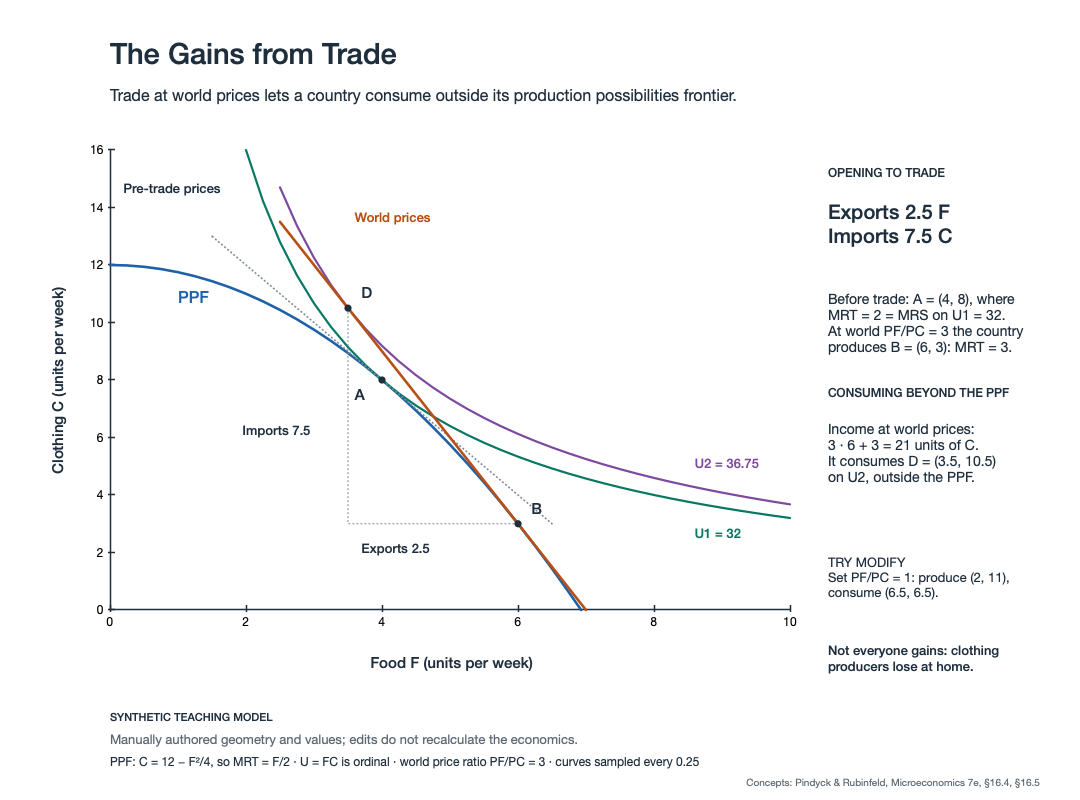 The Gains from Trade
Trade at world prices lets a country consume outside its production possibilities frontier.
16
14
12
10
8
6
4
2
0
0
2
4
6
8
10
Clothing C (units per week)
Food F (units per week)
Pre-trade prices
World prices
PPF
D
A
B
Imports 7.5
Exports 2.5
U2 = 36.75
U1 = 32
OPENING TO TRADE
Exports 2.5 F
Imports 7.5 C
Before trade: A = (4, 8), where
MRT = 2 = MRS on U1 = 32.
At world PF/PC = 3 the country
produces B = (6, 3): MRT = 3.
CONSUMING BEYOND THE PPF
Income at world prices:
3 · 6 + 3 = 21 units of C.
It consumes D = (3.5, 10.5)
on U2, outside the PPF.
TRY MODIFY
Set PF/PC = 1: produce (2, 11),
consume (6.5, 6.5).
Not everyone gains: clothing
producers lose at home.
SYNTHETIC TEACHING MODEL
Manually authored geometry and values; edits do not recalculate the economics.
PPF: C = 12 − F²/4, so MRT = F/2 · U = FC is ordinal · world price ratio PF/PC = 3 · curves sampled every 0.25
Concepts: Pindyck & Rubinfeld, Microeconomics 7e, §16.4, §16.5